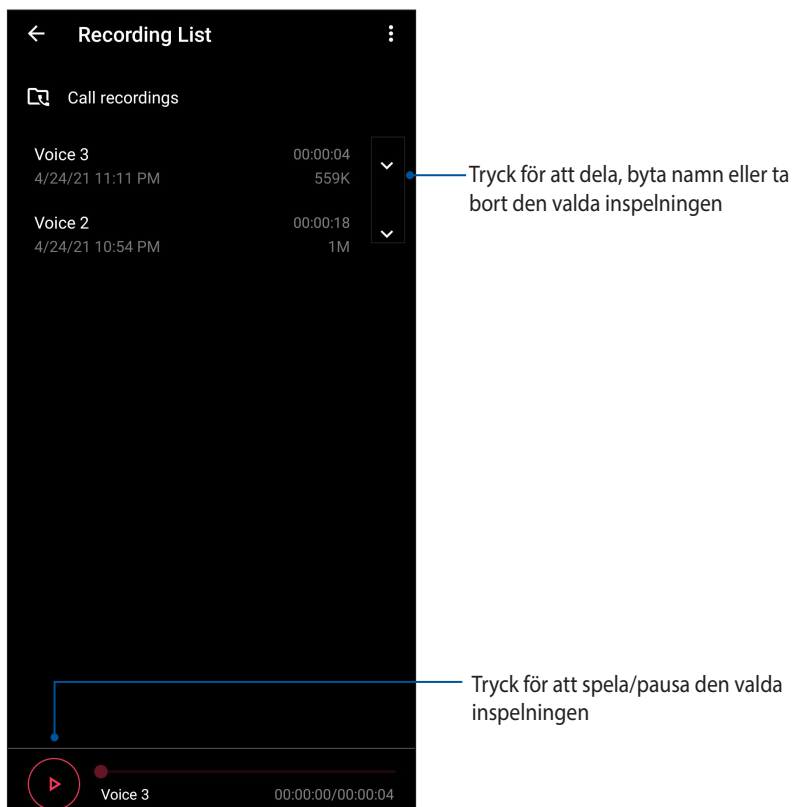 Recording List
Call recordings
Voice 3 00:00:04
4/24/21 11:11 PM 559K
Tryck för att dela, byta namn eller ta
bort den valda inspelningen
Voice 2 00:00:18
4/24/21 10:54 PM 1M
Tryck för att spela/pausa den valda
inspelningen
Voice 3 00:00:00/00:00:04